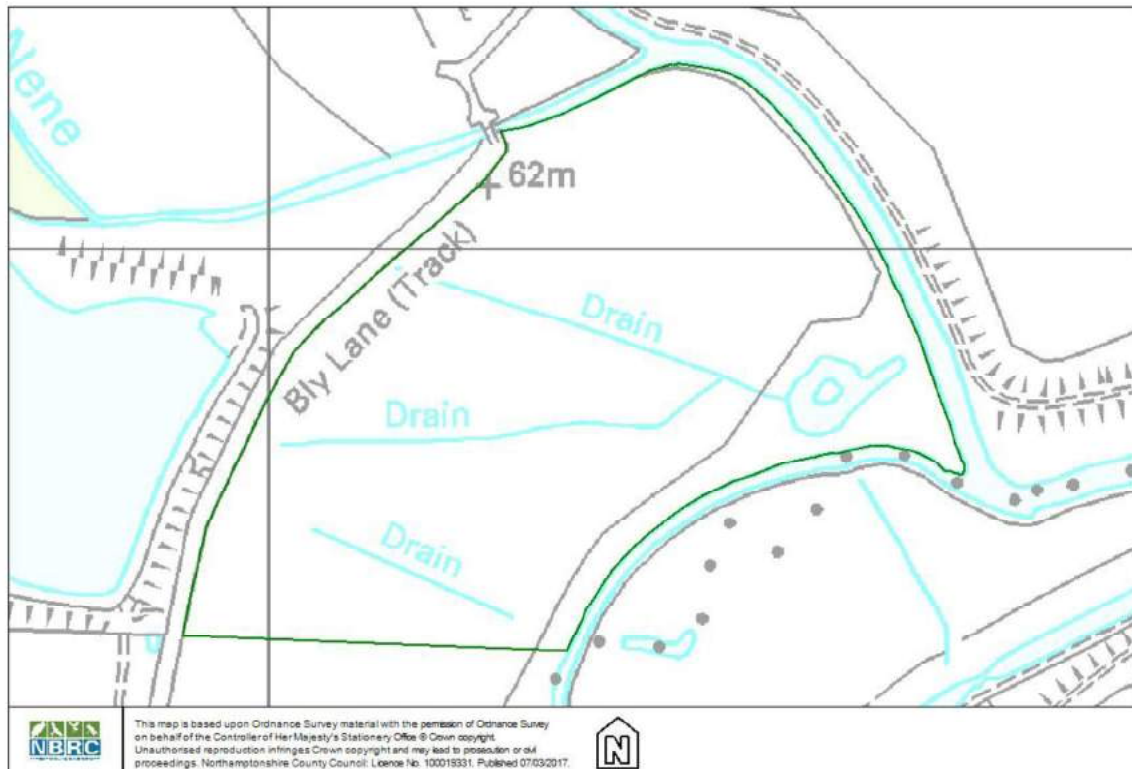 Nene
62m
Bly Lane (Track)
Drain
Drain
Drain
NBRC
This map is based upon Ordnance Survey material with the permission of Ordnance Survey
on behalf of the Controller of Her Majesty's Stationery Office © Crown copyright.
Unauthorised reproduction infringes Crown copyright and may lead to prosecution or civil
proceedings. Northamptonshire County Council: Licence No. 100019331. Published 07/03/2017.
N